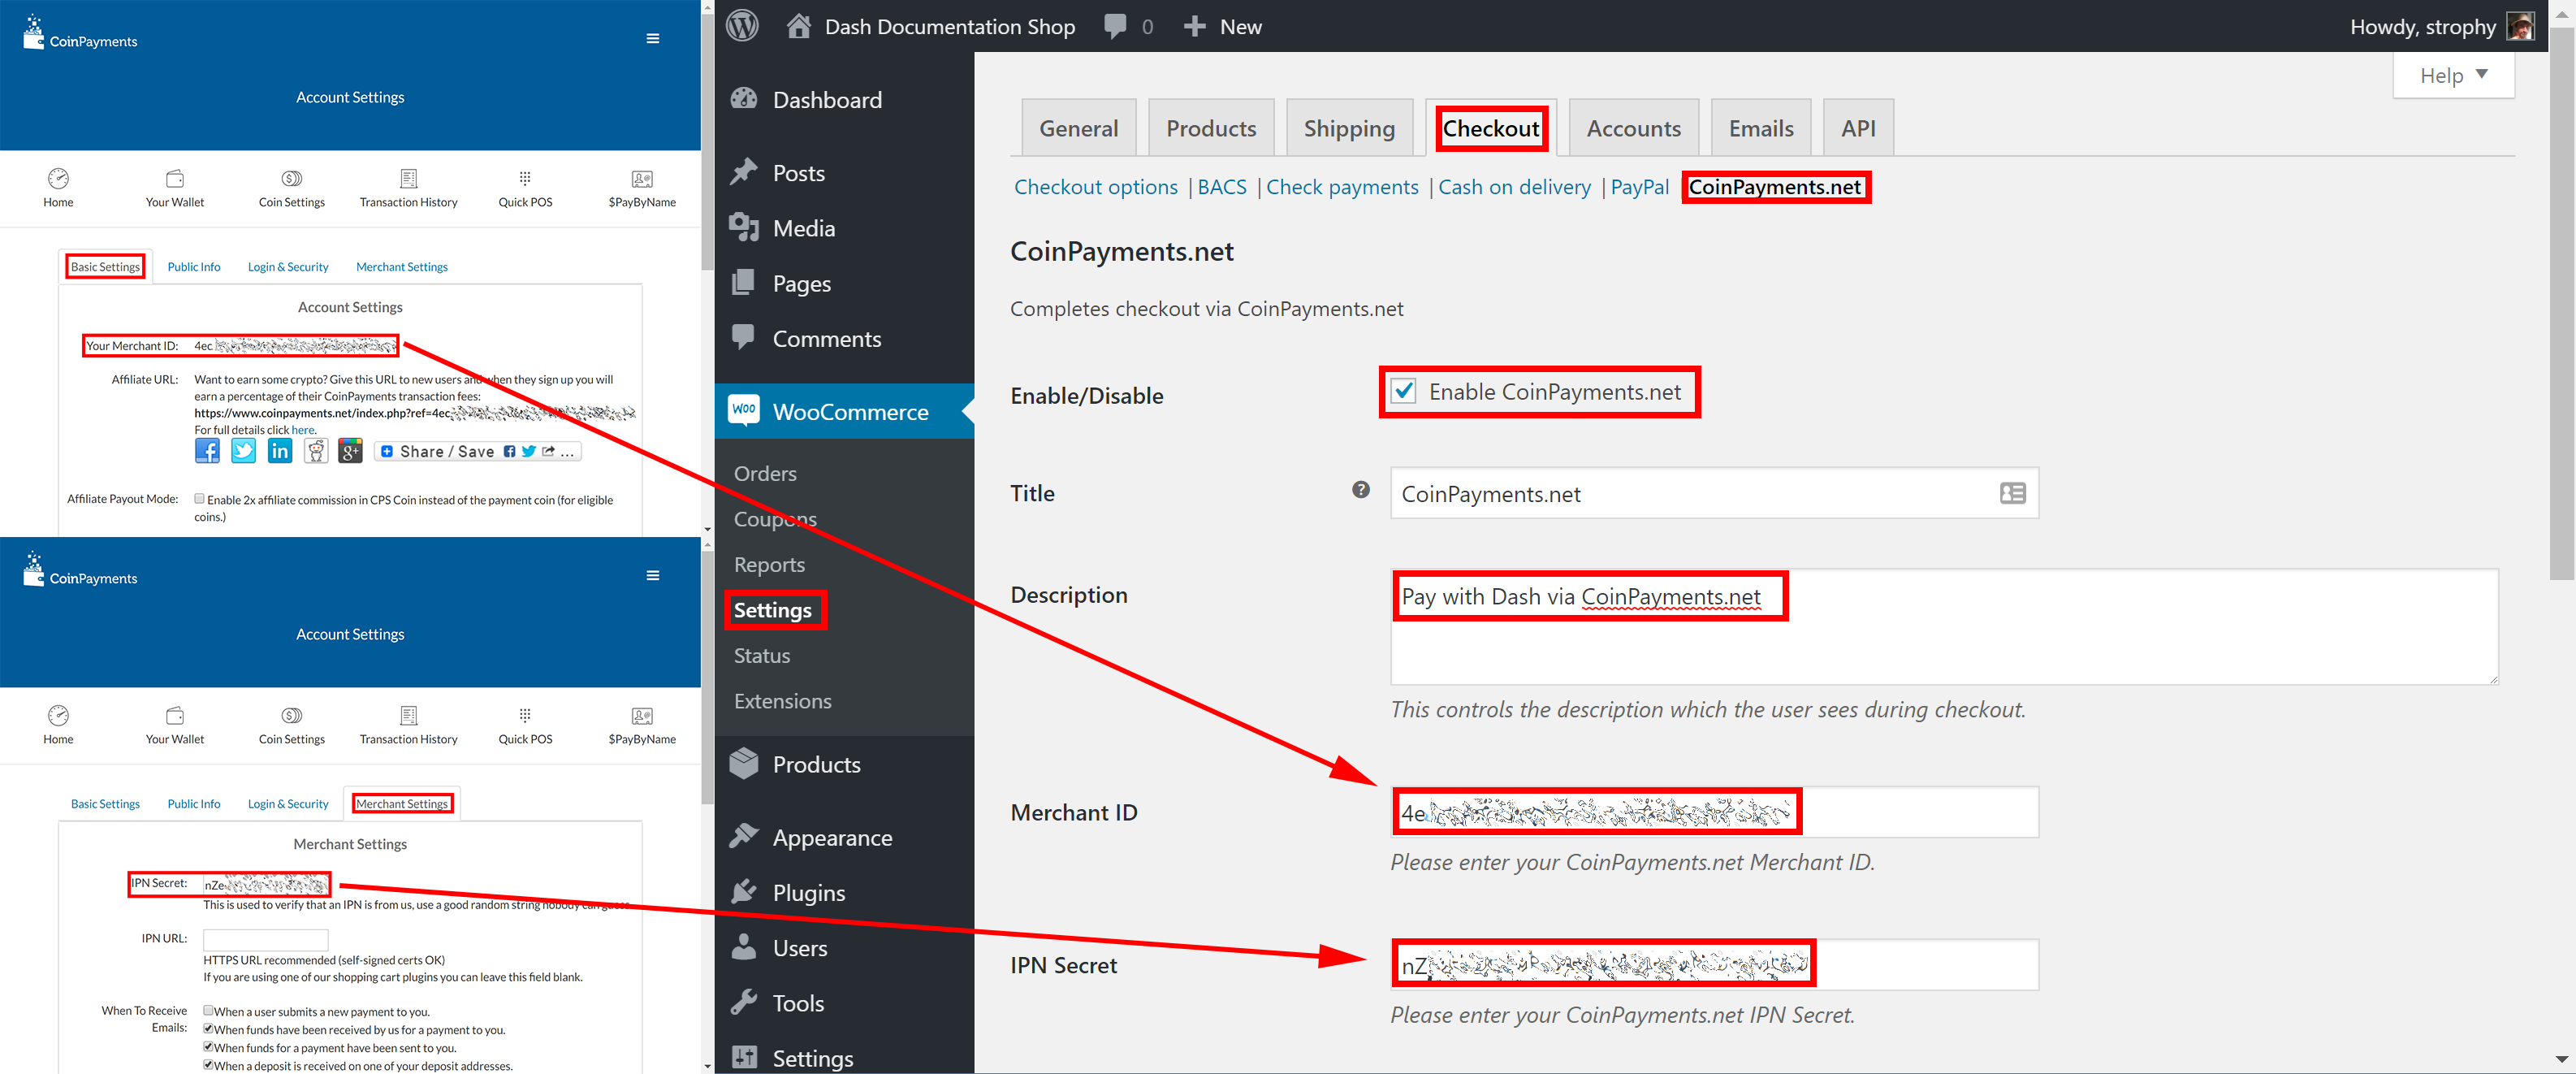 CoinPayments
Account Settings
Home
Your Wallet
Coin Settings
Transaction History
Quick POS
$PayByName
Basic Settings
Public Info
Login & Security
Merchant Settings
Account Settings
Your Merchant ID: 4ec
Affiliate URL: Want to earn some crypto? Give this URL to new users and when they sign up you will
earn a percentage of their CoinPayments transaction fees:
https://www.coinpayments.net/index.php?ref=4ec
For full details click here.
Share / Save ...
Affiliate Payout Mode: Enable 2x affiliate commission in CPS Coin instead of the payment coin (for eligible
coins.)
CoinPayments
Account Settings
Home
Your Wallet
Coin Settings
Transaction History
Quick POS
$PayByName
Basic Settings
Public Info
Login & Security
Merchant Settings
Merchant Settings
IPN Secret: nZe
This is used to verify that an IPN is from us, use a good random string nobody can guess.
IPN URL:
HTTPS URL recommended (self-signed certs OK)
If you are using one of our shopping cart plugins you can leave this field blank.
When To Receive
Emails:
When a user submits a new payment to you.
When funds have been received by us for a payment to you.
When funds for a payment have been sent to you.
When a deposit is received on one of your deposit addresses.
Dash Documentation Shop
0
New
Howdy, strophy
Dashboard
Posts
Media
Pages
Comments
Woo
WooCommerce
Orders
Coupons
Reports
Settings
Status
Extensions
Products
Appearance
Plugins
Users
Tools
Settings
Help
General
Products
Shipping
Checkout
Accounts
Emails
API
Checkout options | BACS | Check payments | Cash on delivery | PayPal CoinPayments.net
CoinPayments.net
Completes checkout via CoinPayments.net
Enable/Disable
Enable CoinPayments.net
Title
CoinPayments.net
Description
Pay with Dash via CoinPayments.net
This controls the description which the user sees during checkout.
Merchant ID
4e
Please enter your CoinPayments.net Merchant ID.
IPN Secret
nZ
Please enter your CoinPayments.net IPN Secret.